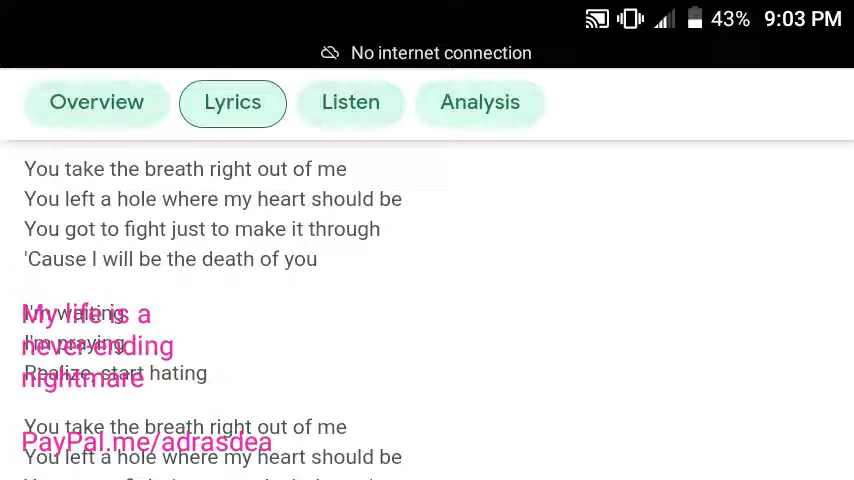 43% 9:03 PM
No internet connection
Overview Lyrics Listen Analysis
You take the breath right out of me
You left a hole where my heart should be
You got to fight just to make it through
'Cause I will be the death of you
I'm waiting
My life is a
I'm praying
never ending
Realize, start hating
nightmare
You take the breath right out of me
PayPal.me/adrasdea
You left a hole where my heart should be